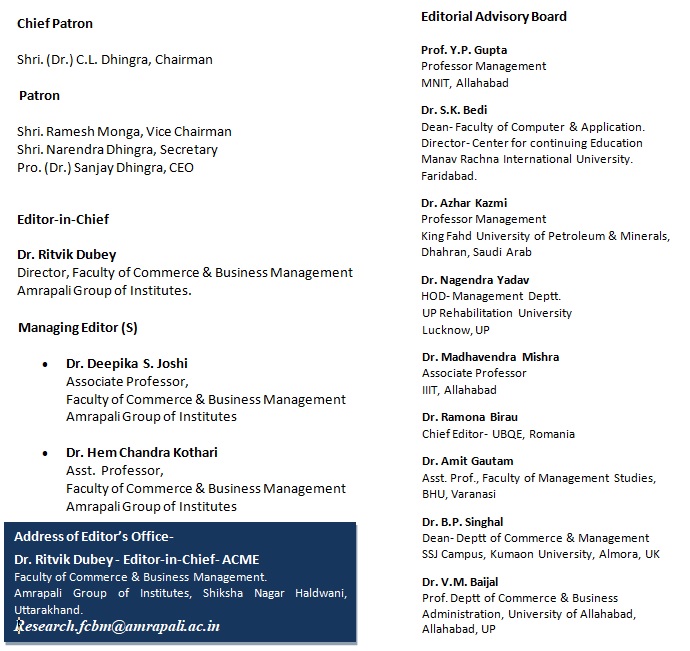 Chief Patron
Shri. (Dr.) C.L. Dhingra, Chairman
Patron
Shri. Ramesh Monga, Vice Chairman
Shri. Narendra Dhingra, Secretary
Pro. (Dr.) Sanjay Dhingra, CEO
Editor-in-Chief
Dr. Ritvik Dubey
Director, Faculty of Commerce & Business Management
Amrapali Group of Institutes.
Managing Editor (S)
• Dr. Deepika S. Joshi
Associate Professor,
Faculty of Commerce & Business Management
Amrapali Group of Institutes
• Dr. Hem Chandra Kothari
Asst. Professor,
Faculty of Commerce & Business Management
Amrapali Group of Institutes
Address of Editor's Office-
Dr. Ritvik Dubey - Editor-in-Chief- ACME
Faculty of Commerce & Business Management.
Amrapali Group of Institutes, Shiksha Nagar Haldwani,
Uttarakhand.
Research.fcbm@amrapali.ac.in
Editorial Advisory Board
Prof. Y.P. Gupta
Professor Management
MNIT, Allahabad
Dr. S.K. Bedi
Dean- Faculty of Computer & Application.
Director- Center for continuing Education
Manav Rachna International University.
Faridabad.
Dr. Azhar Kazmi
Professor Management
King Fahd University of Petroleum & Minerals,
Dhahran, Saudi Arab
Dr. Nagendra Yadav
HOD- Management Deptt.
UP Rehabilitation University
Lucknow, UP
Dr. Madhavendra Mishra
Associate Professor
IIIT, Allahabad
Dr. Ramona Birau
Chief Editor- UBQE, Romania
Dr. Amit Gautam
Asst. Prof., Faculty of Management Studies,
BHU, Varanasi
Dr. B.P. Singhal
Dean- Deptt of Commerce & Management
SSJ Campus, Kumaon University, Almora, UK
Dr. V.M. Baijal
Prof. Deptt of Commerce & Business
Administration, University of Allahabad,
Allahabad, UP